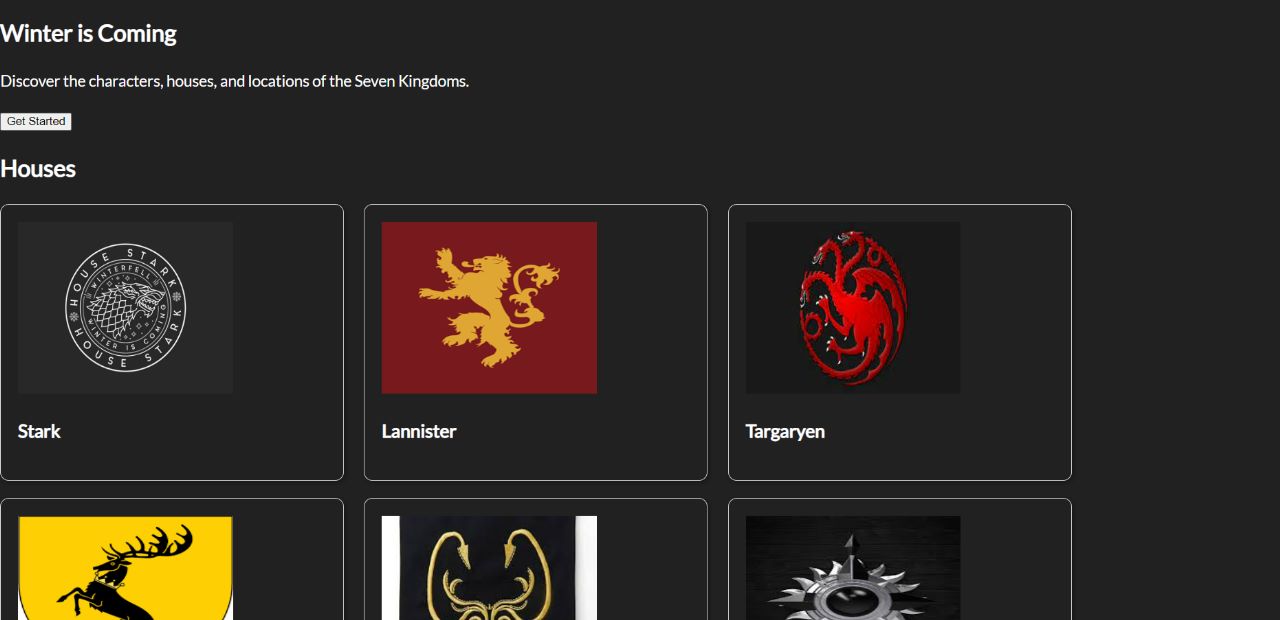 Winter is Coming
Discover the characters, houses, and locations of the Seven Kingdoms.
Get Started
Houses
HOUSE STARK
WINTERFELL
WINTER IS COMING
HOUSE STARK
Stark
Lannister
Targaryen